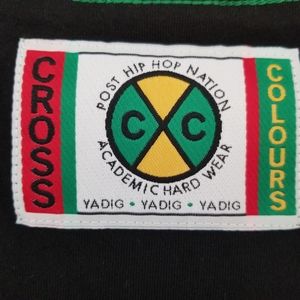 CROSS
POST HIP HOP NATION
C C
ACADEMIC HARD WEAR
YADIG · YADIG · YADIG
COLOURS